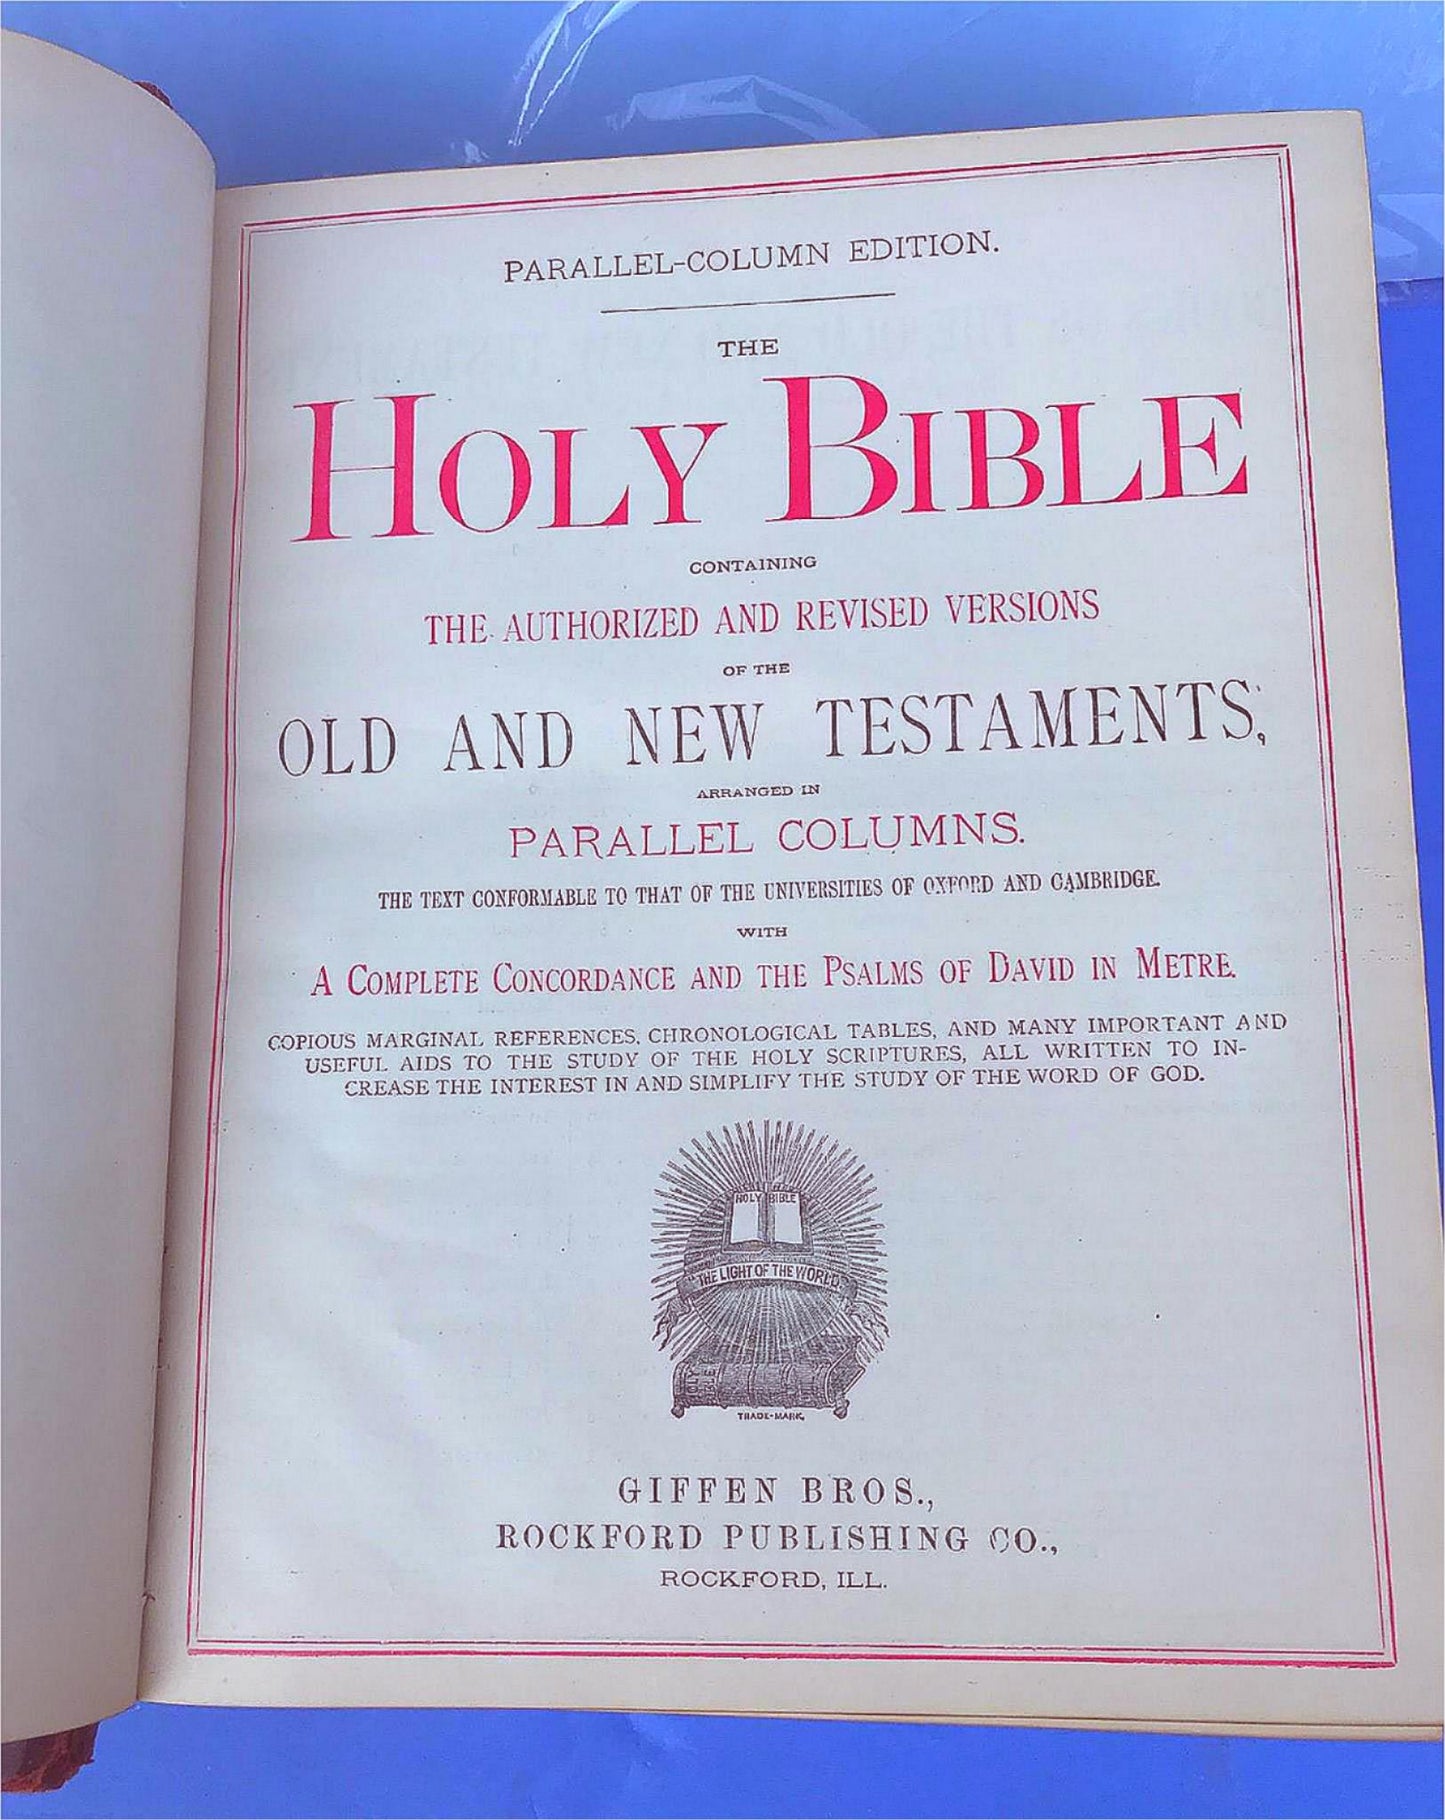 PARALLEL-COLUMN EDITION.
THE
HOLY BIBLE
CONTAINING
THE AUTHORIZED AND REVISED VERSIONS
OF THE
OLD AND NEW TESTAMENTS;
ARRANGED IN
PARALLEL COLUMNS.
THE TEXT CONFORMABLE TO THAT OF THE UNIVERSITIES OF OXFORD AND CAMBRIDGE.
WITH
A COMPLETE CONCORDANCE AND THE PSALMS OF DAVID IN METRE.
COPIOUS MARGINAL REFERENCES, CHRONOLOGICAL TABLES, AND MANY IMPORTANT AND
USEFUL AIDS TO THE STUDY OF THE HOLY SCRIPTURES, ALL WRITTEN TO IN-
CREASE THE INTEREST IN AND SIMPLIFY THE STUDY OF THE WORD OF GOD.
HOLY BIBLE
THE LIGHT OF THE WORLD
HOLY
BIBLE
TRADE-MARK.
GIFFEN BROS.,
ROCKFORD PUBLISHING CO.,
ROCKFORD, ILL.